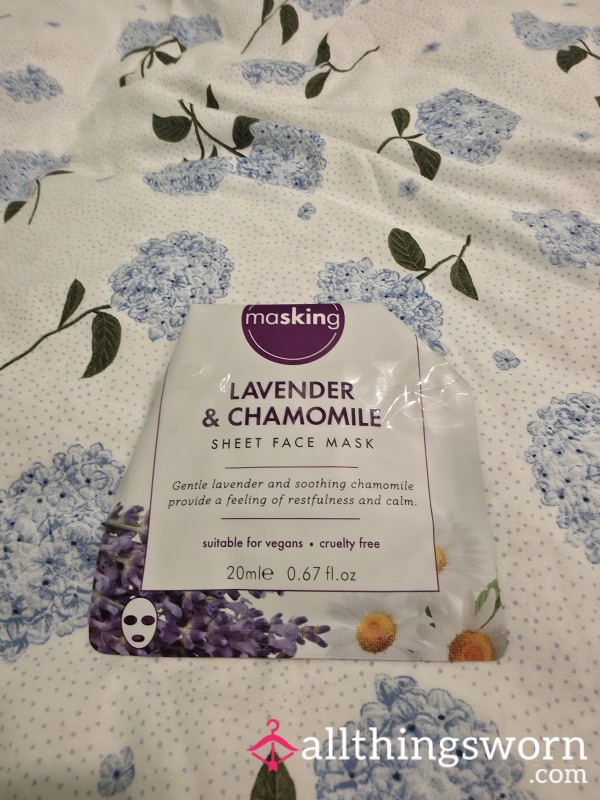 masking
LAVENDER
& CHAMOMILE
SHEET FACE MASK
Gentle lavender and soothing chamomile
provide a feeling of restfulness and calm.
suitable for vegans • cruelty free
20ml℮ 0.67 fl.oz
allthingsworn
.com